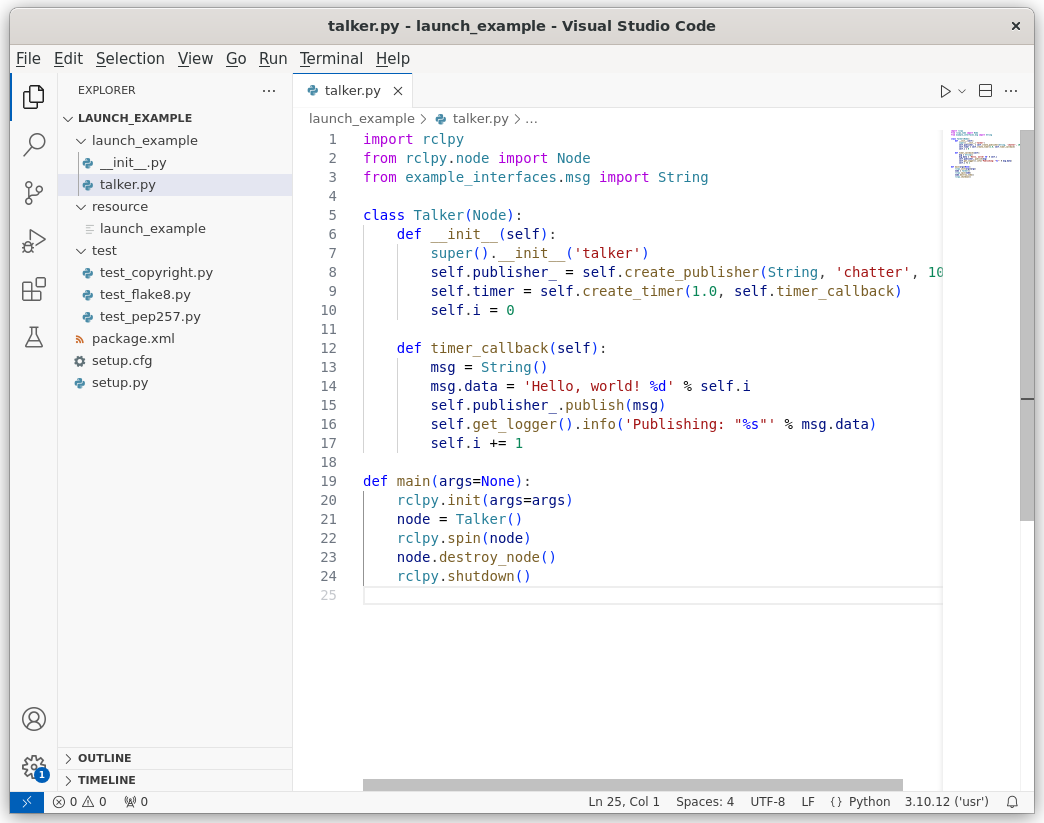 talker.py - launch_example - Visual Studio Code
File Edit Selection View Go Run Terminal Help
EXPLORER
LAUNCH_EXAMPLE
launch_example
__init__.py
talker.py
resource
launch_example
test
test_copyright.py
test_flake8.py
test_pep257.py
package.xml
setup.cfg
setup.py
OUTLINE
TIMELINE
talker.py
launch_example > talker.py > ...
1 import rclpy
2 from rclpy.node import Node
3 from example_interfaces.msg import String
4
5 class Talker(Node):
6     def __init__(self):
7         super().__init__('talker')
8         self.publisher_ = self.create_publisher(String, 'chatter', 10
9         self.timer = self.create_timer(1.0, self.timer_callback)
10         self.i = 0
11
12     def timer_callback(self):
13         msg = String()
14         msg.data = 'Hello, world! %d' % self.i
15         self.publisher_.publish(msg)
16         self.get_logger().info('Publishing: "%s"' % msg.data)
17         self.i += 1
18
19 def main(args=None):
20     rclpy.init(args=args)
21     node = Talker()
22     rclpy.spin(node)
23     node.destroy_node()
24     rclpy.shutdown()
25
1
0 0 0 Ln 25, Col 1 Spaces: 4 UTF-8 LF {} Python 3.10.12 ('usr')